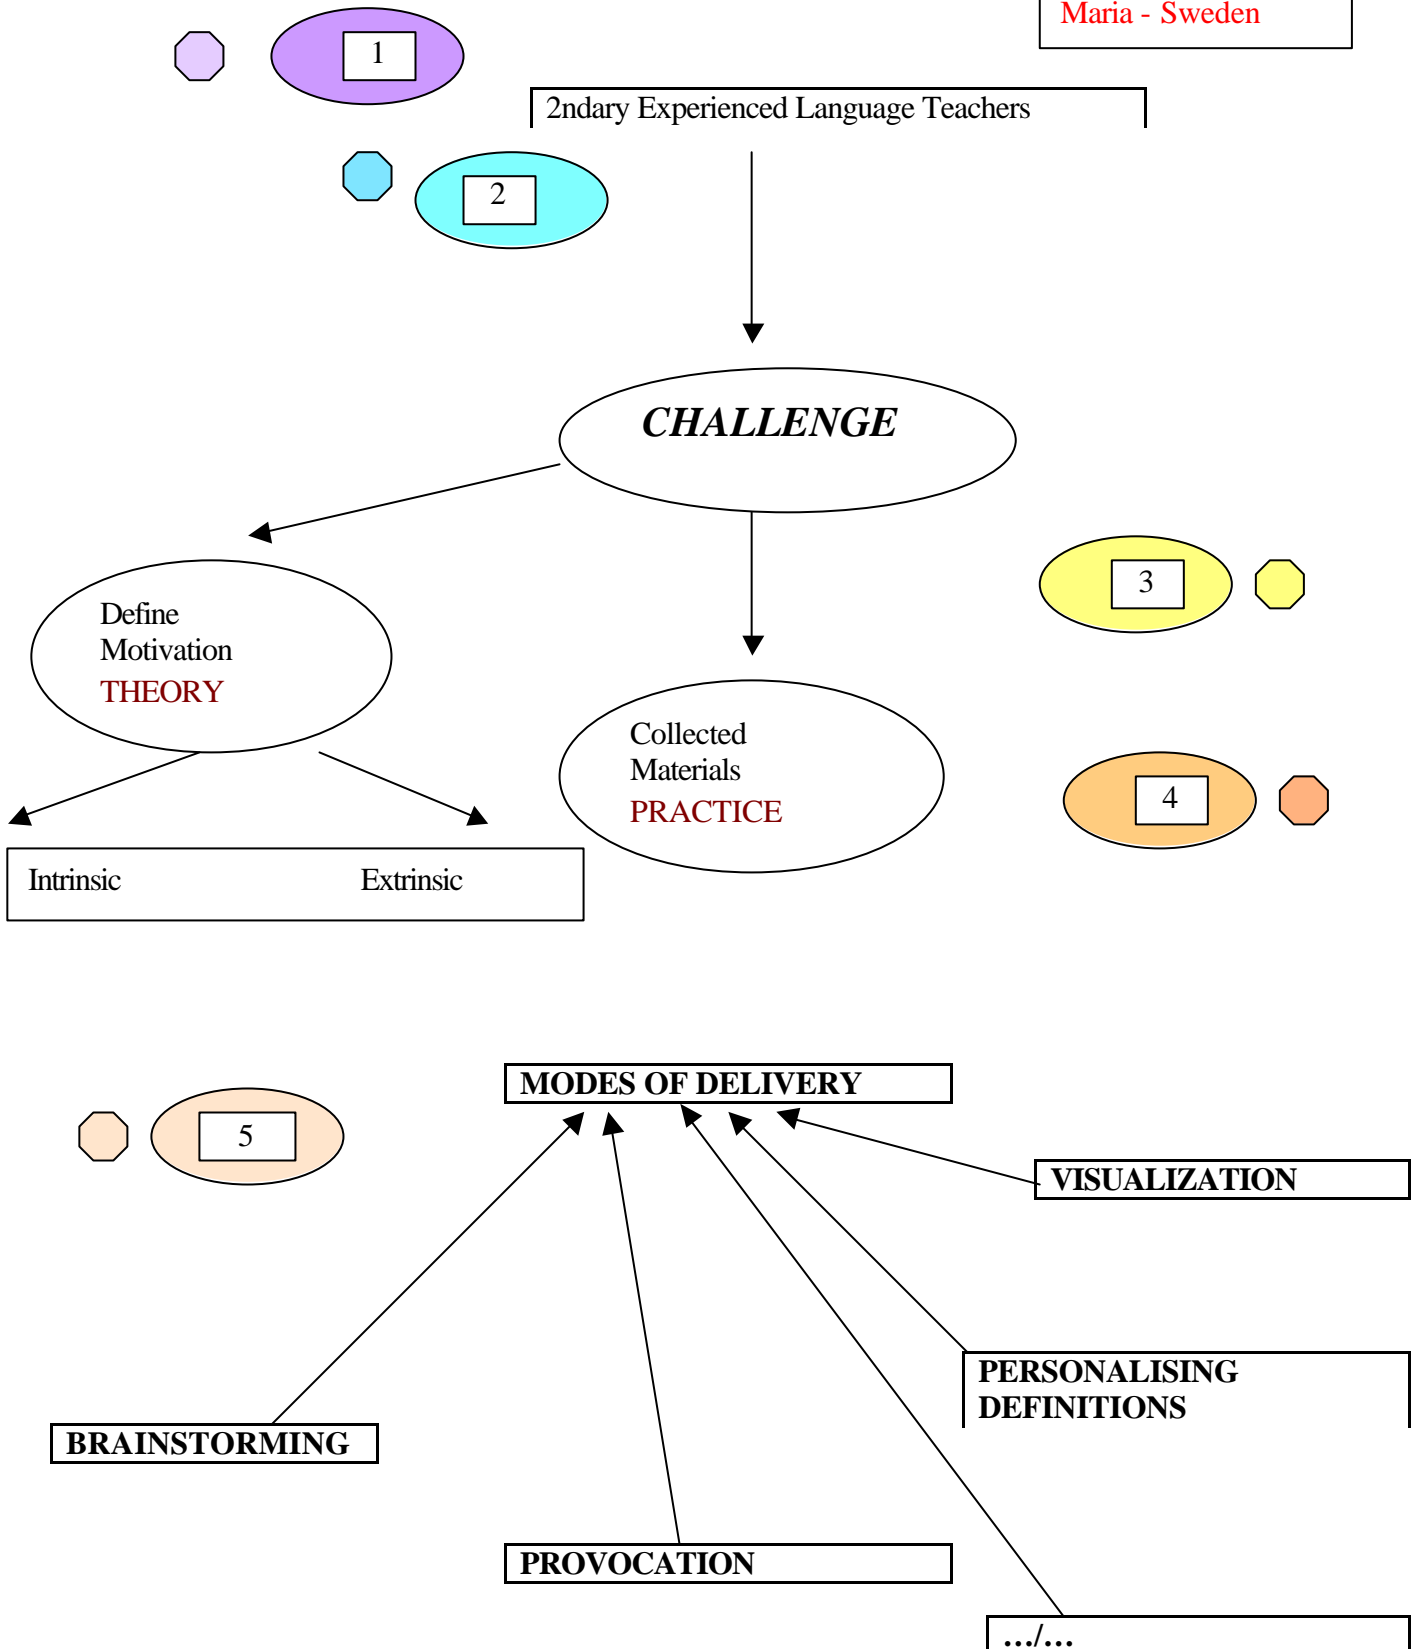 Maria - Sweden
1
2ndary Experienced Language Teachers
2
CHALLENGE
3
Define
Motivation
THEORY
Collected
Materials
PRACTICE
4
Intrinsic Extrinsic
MODES OF DELIVERY
5
VISUALIZATION
PERSONALISING
DEFINITIONS
BRAINSTORMING
PROVOCATION
…/…